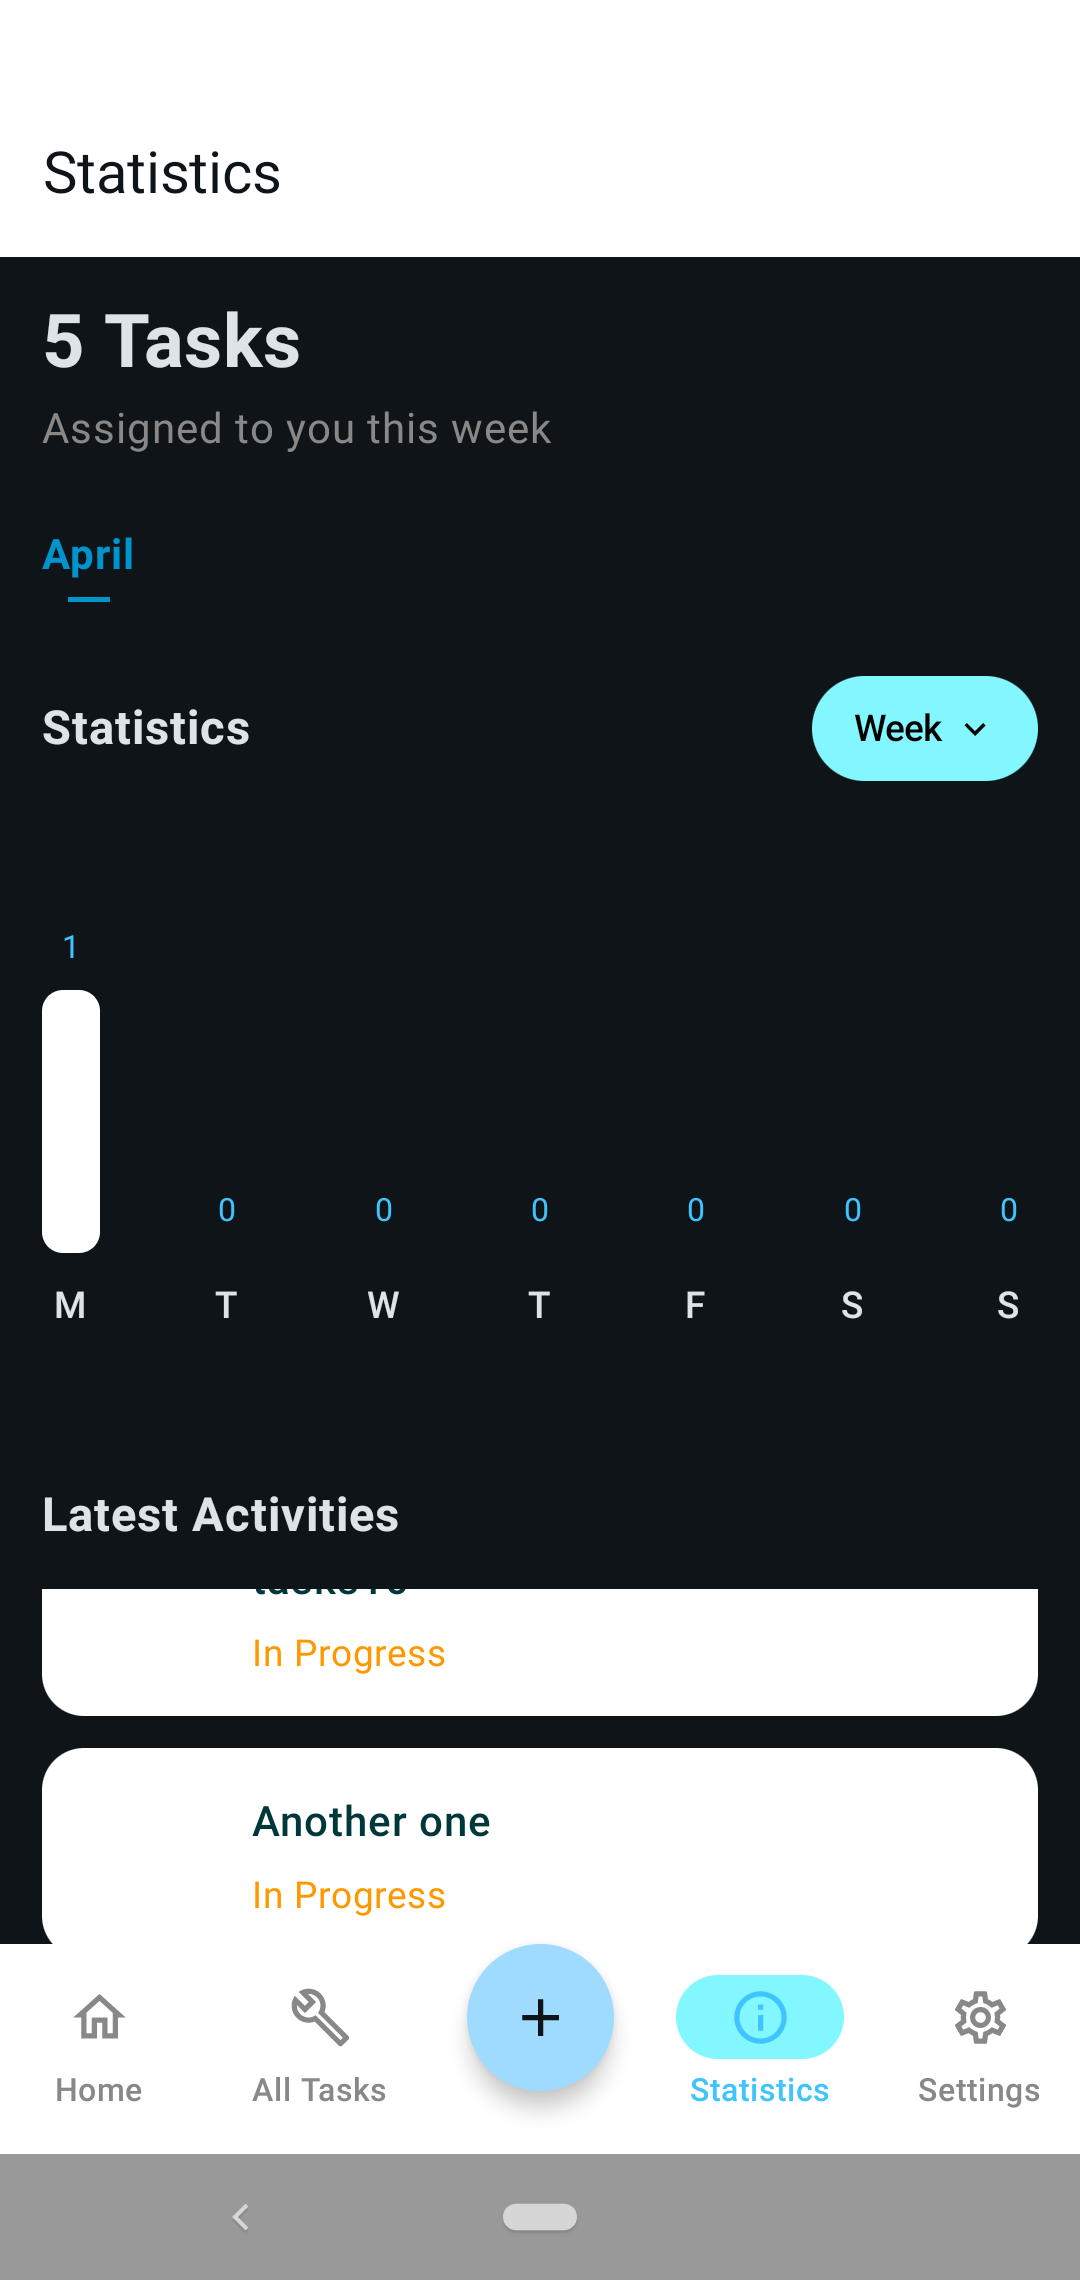 Statistics
5 Tasks
Assigned to you this week
April
Statistics
Week
1
0 0 0 0 0 0
M T W T F S S
Latest Activities
In Progress
Another one
In Progress
Home All Tasks Statistics Settings